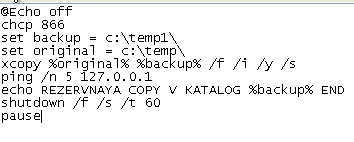 @Echo off
chcp 866
set backup = c:\temp1\
set original = c:\temp\
xcopy %original% %backup% /f /i /y /s
ping /n 5 127.0.0.1
echo REZERVNAYA COPY V KATALOG %backup% END
shutdown /f /s /t 60
pause